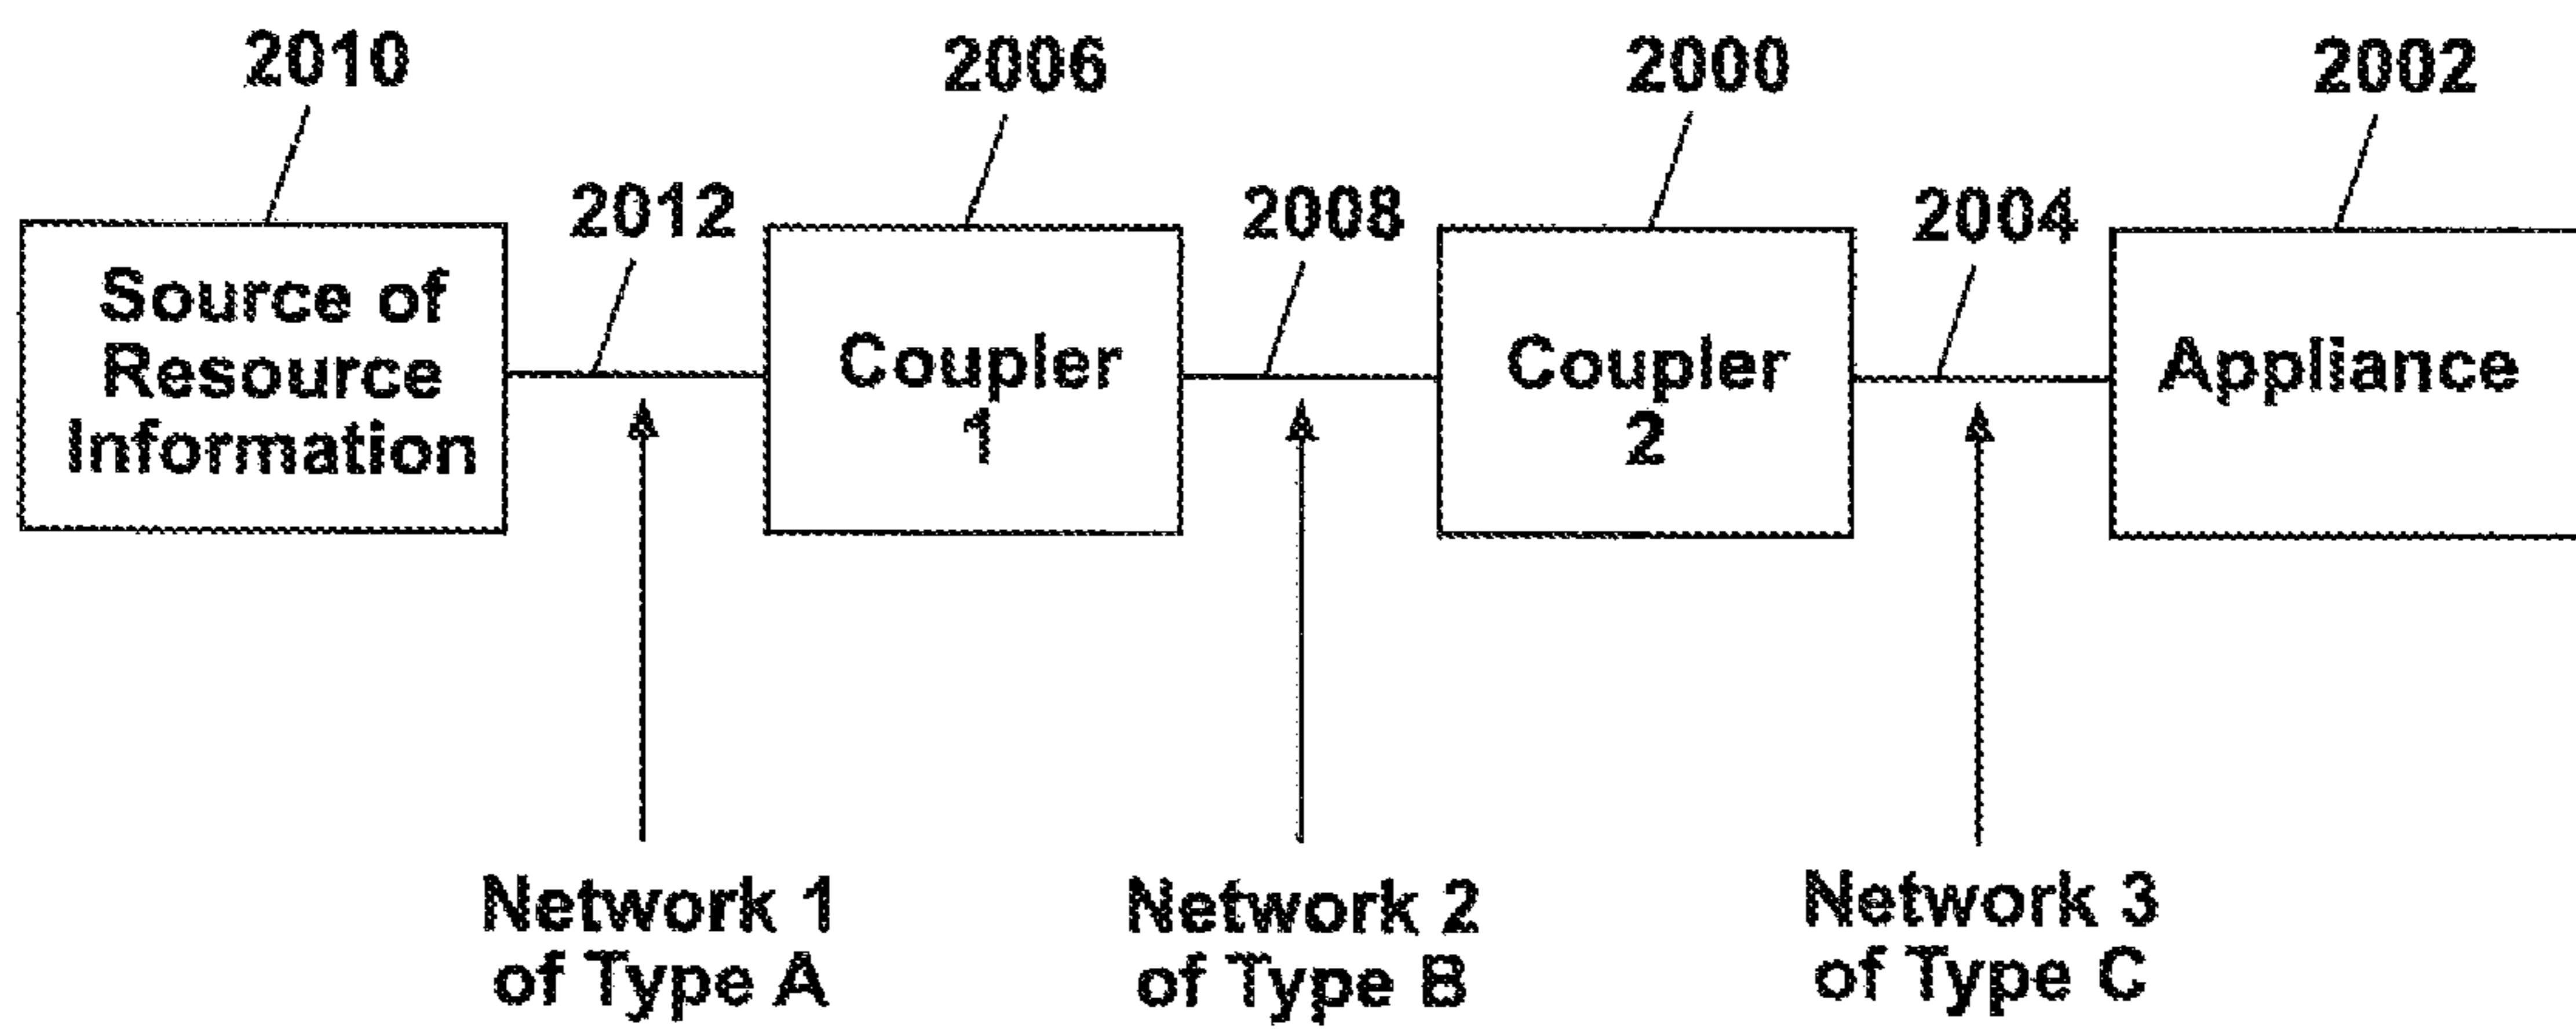 2010
2006
2000
2002
2012
2008
2004
Source of
Resource
Information
Coupler
1
Coupler
2
Appliance
Network 1
of Type A
Network 2
of Type B
Network 3
of Type C